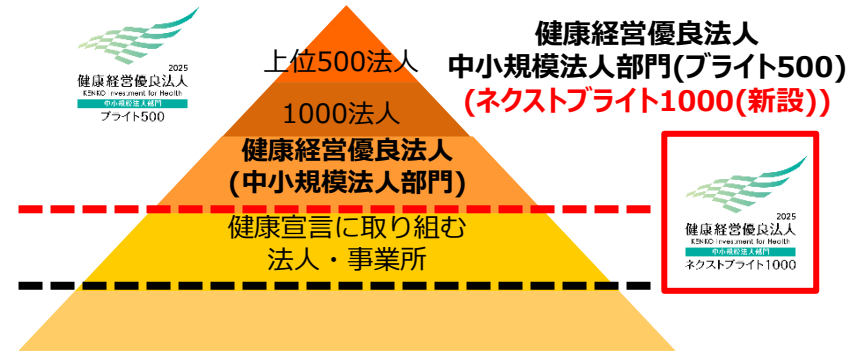 2025
健康経営優良法人
KENKO Investment for Health
中小規模法人部門
ブライト500
上位500法人
1000法人
健康経営優良法人
(中小規模法人部門)
健康宣言に取り組む
法人・事業所
健康経営優良法人
中小規模法人部門(ブライト500)
(ネクストブライト1000(新設))
2025
健康経営優良法人
KENKO Investment for Health
中小規模法人部門
ネクストブライト1000